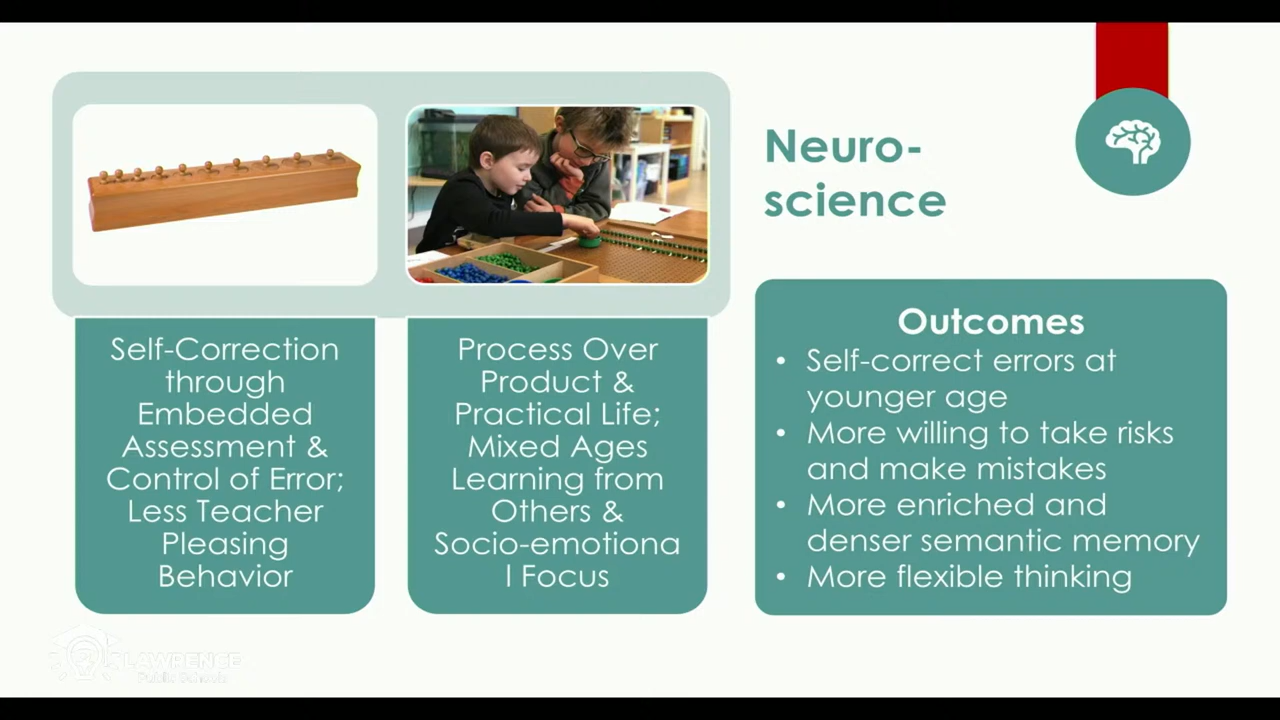 Neuro-
science
Self-Correction
through
Embedded
Assessment &
Control of Error;
Less Teacher
Pleasing
Behavior
Process Over
Product &
Practical Life;
Mixed Ages
Learning from
Others &
Socio-emotiona
l Focus
Outcomes
• Self-correct errors at
younger age
• More willing to take risks
and make mistakes
• More enriched and
denser semantic memory
• More flexible thinking
LAWRENCE
Public Schools